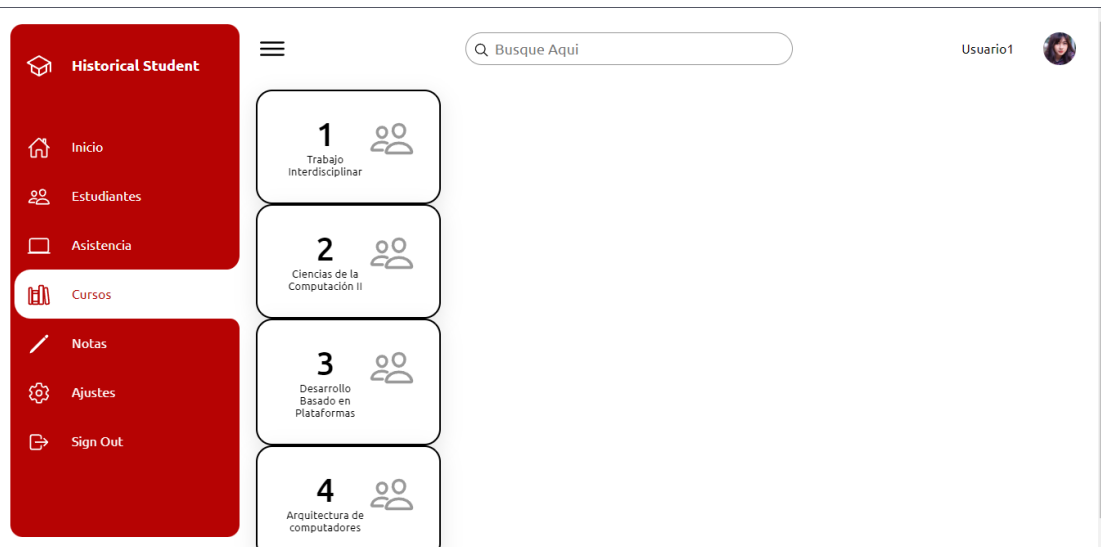 Historical Student
Inicio
Estudiantes
Asistencia
Cursos
Notas
Ajustes
Sign Out
Busque Aqui
Usuario1
1
Trabajo
Interdisciplinar
2
Ciencias de la
Computación II
3
Desarrollo
Basado en
Plataformas
4
Arquitectura de
computadores